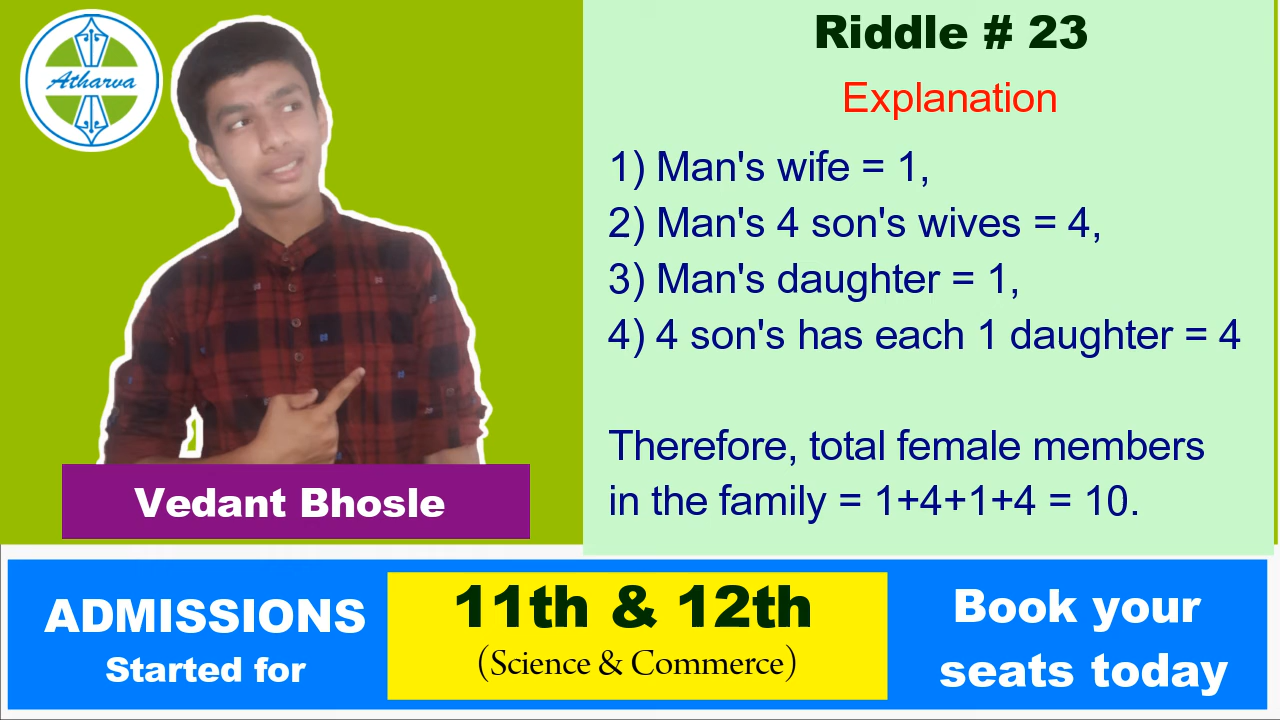 Atharva
Riddle # 23
Explanation
1) Man's wife = 1,
2) Man's 4 son's wives = 4,
3) Man's daughter = 1,
4) 4 son's has each 1 daughter = 4
Therefore, total female members
in the family = 1+4+1+4 = 10.
Vedant Bhosle
ADMISSIONS
Started for
11th & 12th
(Science & Commerce)
Book your
seats today